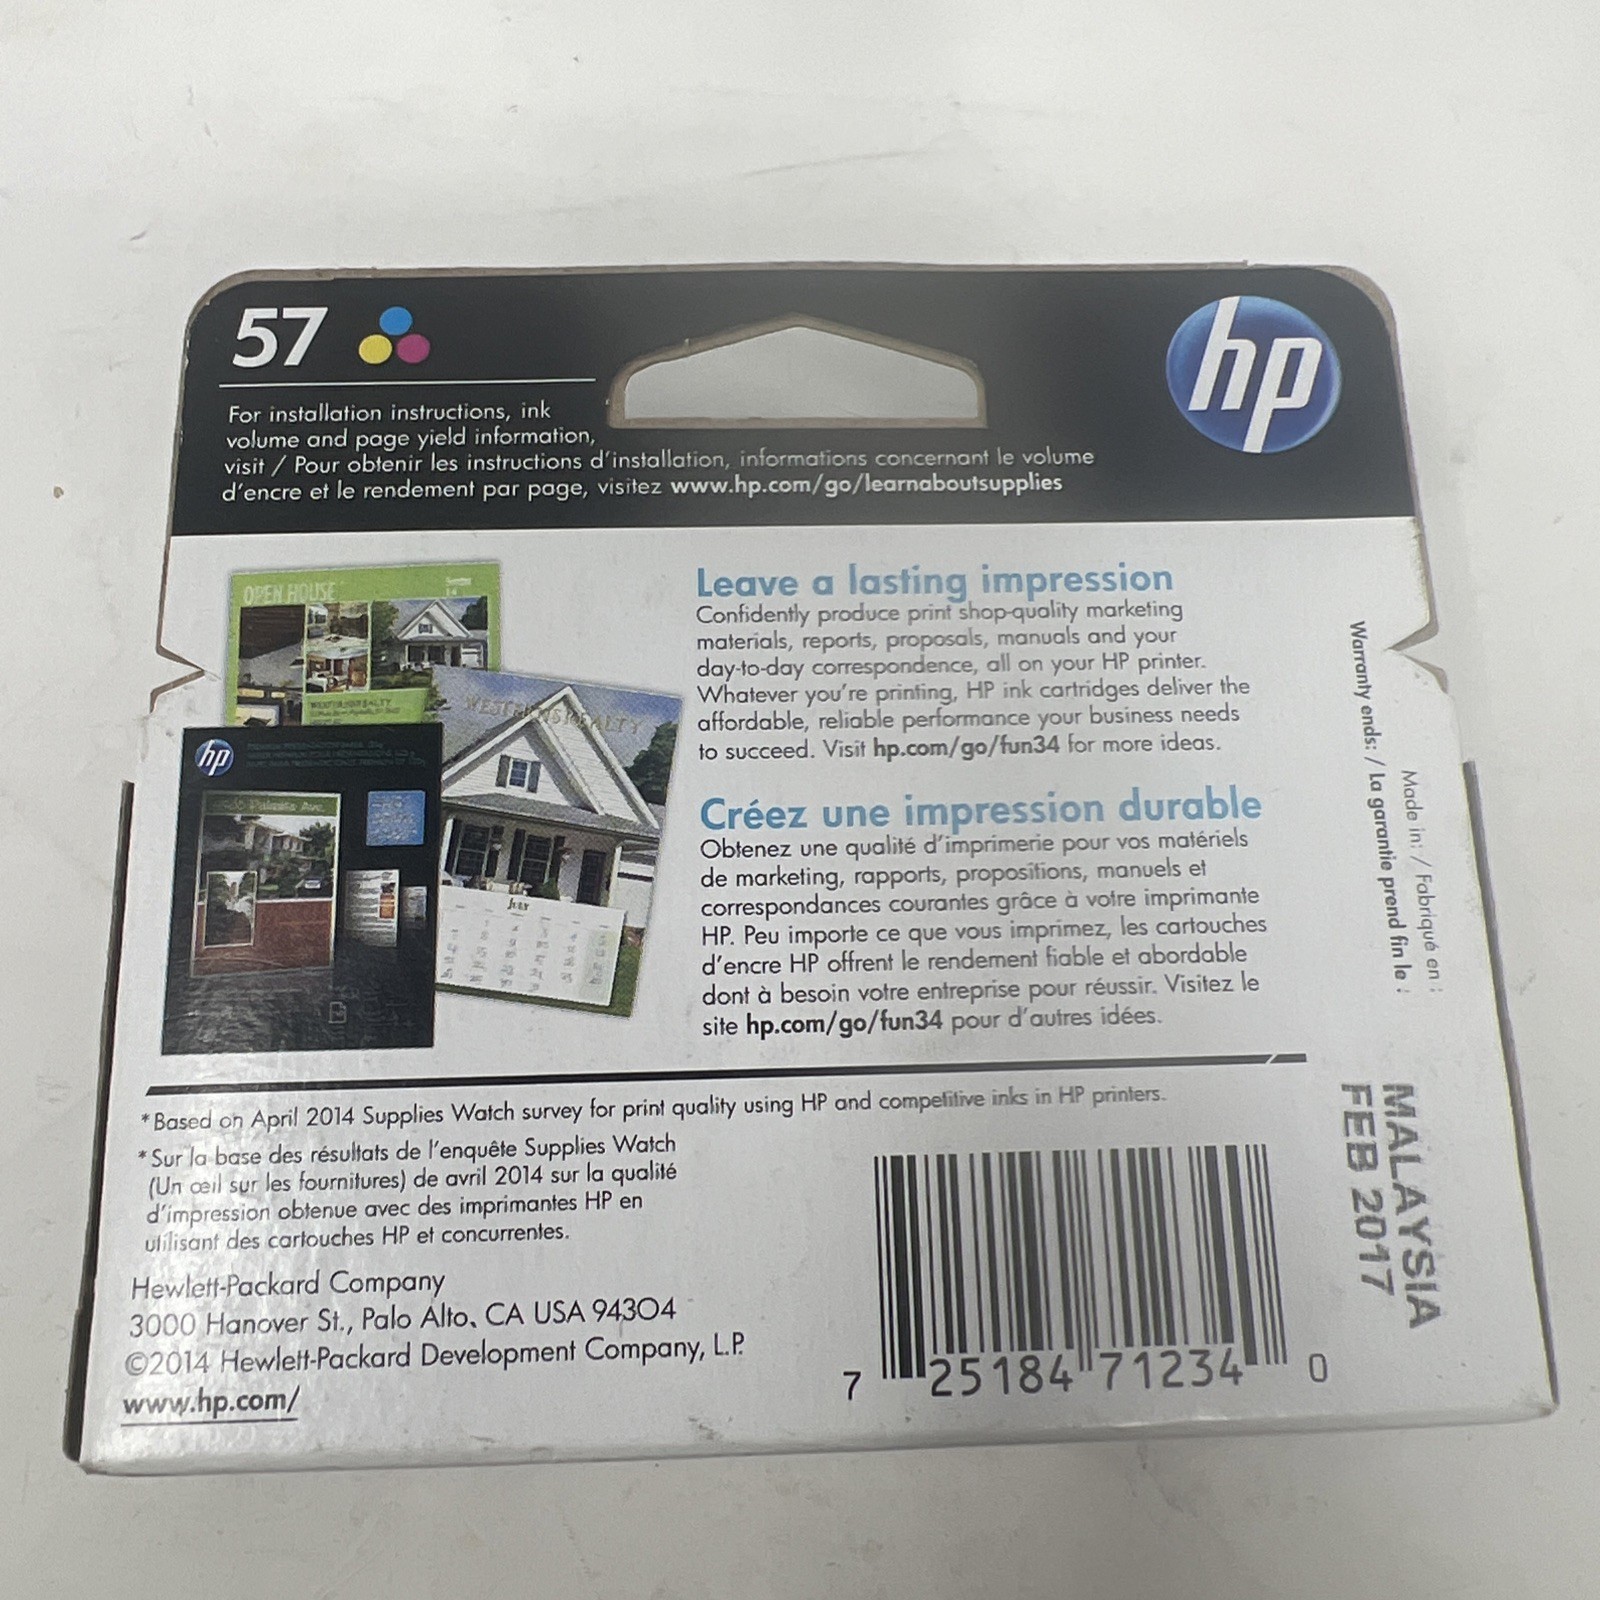 57
hp
For installation instructions, ink
volume and page yield information,
visit / Pour obtenir les instructions d'installation, informations concernant le volume
d'encre et le rendement par page, visitez www.hp.com/go/learnaboutsupplies
OPEN HOUSE
WESTERNS REALTY
hp
Palmetto Ave.
July
Leave a lasting impression
Confidently produce print shop-quality marketing
materials, reports, proposals, manuals and your
day-to-day correspondence, all on your HP printer.
Whatever you're printing, HP ink cartridges deliver the
affordable, reliable performance your business needs
to succeed. Visit hp.com/go/fun34 for more ideas.
Créez une impression durable
Obtenez une qualité d'imprimerie pour vos matériels
de marketing, rapports, propositions, manuels et
correspondances courantes grâce à votre imprimante
HP. Peu importe ce que vous imprimez, les cartouches
d'encre HP offrent le rendement fiable et abordable
dont à besoin votre entreprise pour réussir. Visitez le
site hp.com/go/fun34 pour d'autres idées.
Made in: / Fabriqué en :
Warranty ends: / La garantie prend fin le :
MALAYSIA
FEB 2017
*Based on April 2014 Supplies Watch survey for print quality using HP and competitive inks in HP printers.
*Sur la base des résultats de l'enquête Supplies Watch
(Un œil sur les fournitures) de avril 2014 sur la qualité
d'impression obtenue avec des imprimantes HP en
utilisant des cartouches HP et concurrentes.
Hewlett-Packard Company
3000 Hanover St., Palo Alto, CA USA 94304
©2014 Hewlett-Packard Development Company, L.P.
www.hp.com/
7 25184 71234 0